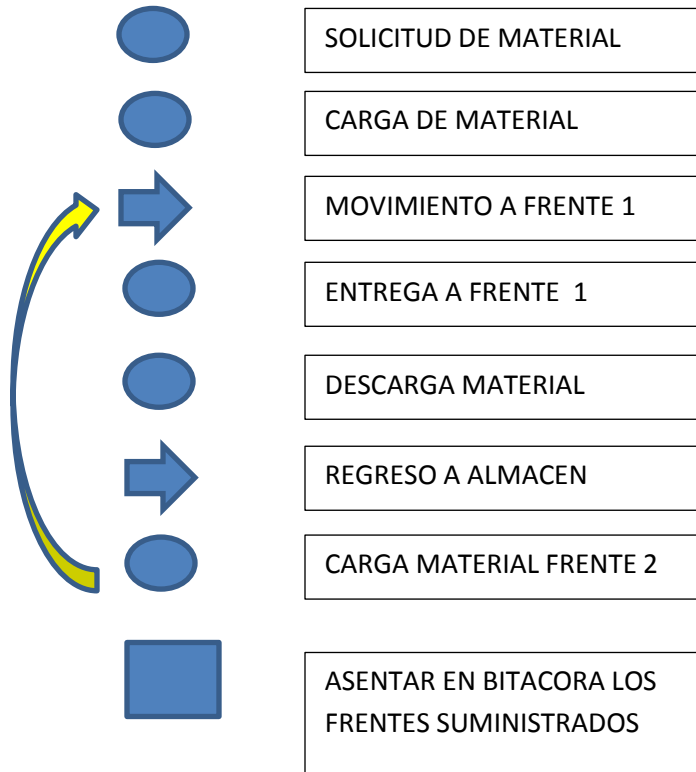 SOLICITUD DE MATERIAL
CARGA DE MATERIAL
MOVIMIENTO A FRENTE 1
ENTREGA A FRENTE 1
DESCARGA MATERIAL
REGRESO A ALMACEN
CARGA MATERIAL FRENTE 2
ASENTAR EN BITACORA LOS
FRENTES SUMINISTRADOS